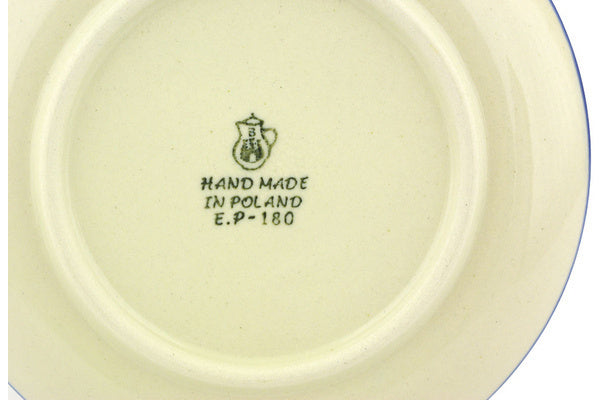 B
HAND MADE
IN POLAND
E.P-180